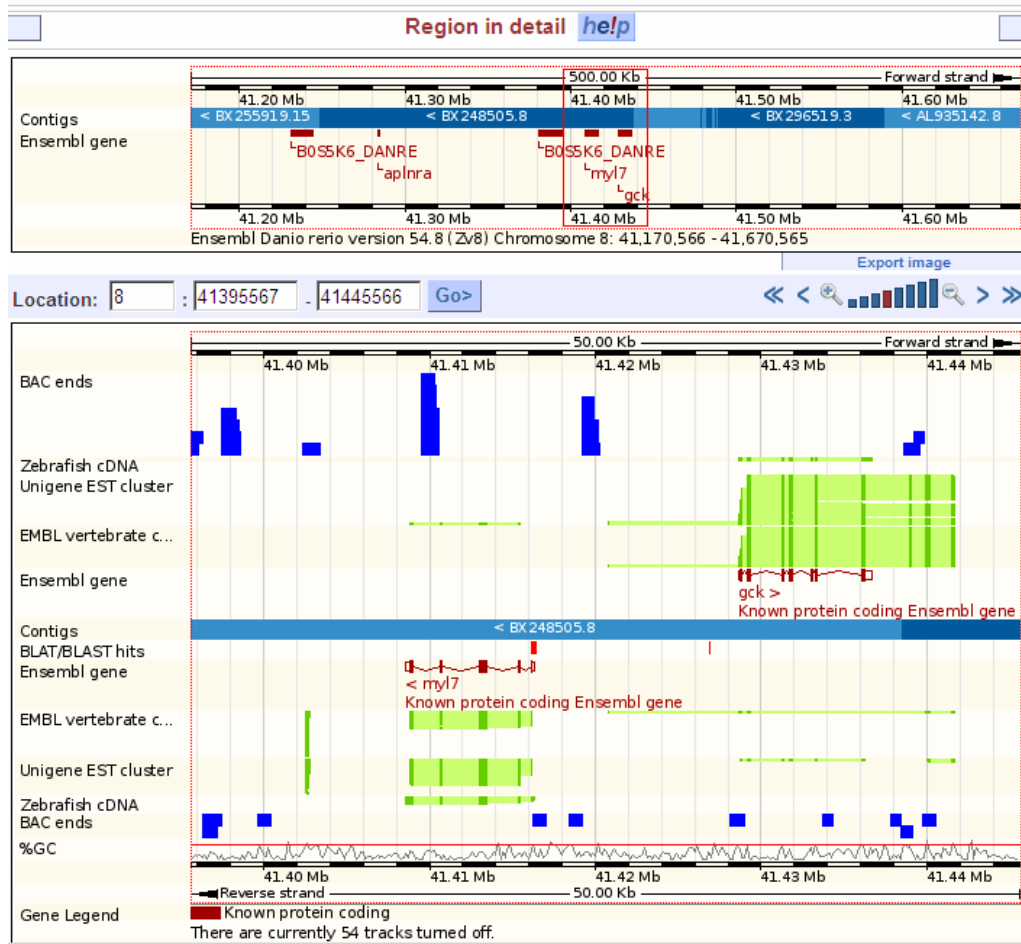 Region in detail he!p
500.00 Kb Forward strand
41.20 Mb 41.30 Mb 41.40 Mb 41.50 Mb 41.60 Mb
Contigs < BX255919.15 < BX248505.8 < BX296519.3 < AL935142.8
Ensembl gene
B0S5K6_DANRE B0S5K6_DANRE
aplnra myl7
gck
41.20 Mb 41.30 Mb 41.40 Mb 41.50 Mb 41.60 Mb
Ensembl Danio rerio version 54.8 (Zv8) Chromosome 8: 41,170,566 - 41,670,565
Export image
Location: 8 : 41395567 - 41445566 Go>
50.00 Kb Forward strand
41.40 Mb 41.41 Mb 41.42 Mb 41.43 Mb 41.44 Mb
BAC ends
Zebrafish cDNA
Unigene EST cluster
EMBL vertebrate c...
Ensembl gene
gck >
Known protein coding Ensembl gene
Contigs < BX248505.8
BLAT/BLAST hits
Ensembl gene
< myl7
Known protein coding Ensembl gene
EMBL vertebrate c...
Unigene EST cluster
Zebrafish cDNA
BAC ends
%GC
41.40 Mb 41.41 Mb 41.42 Mb 41.43 Mb 41.44 Mb
Reverse strand 50.00 Kb
Gene Legend Known protein coding
There are currently 54 tracks turned off.